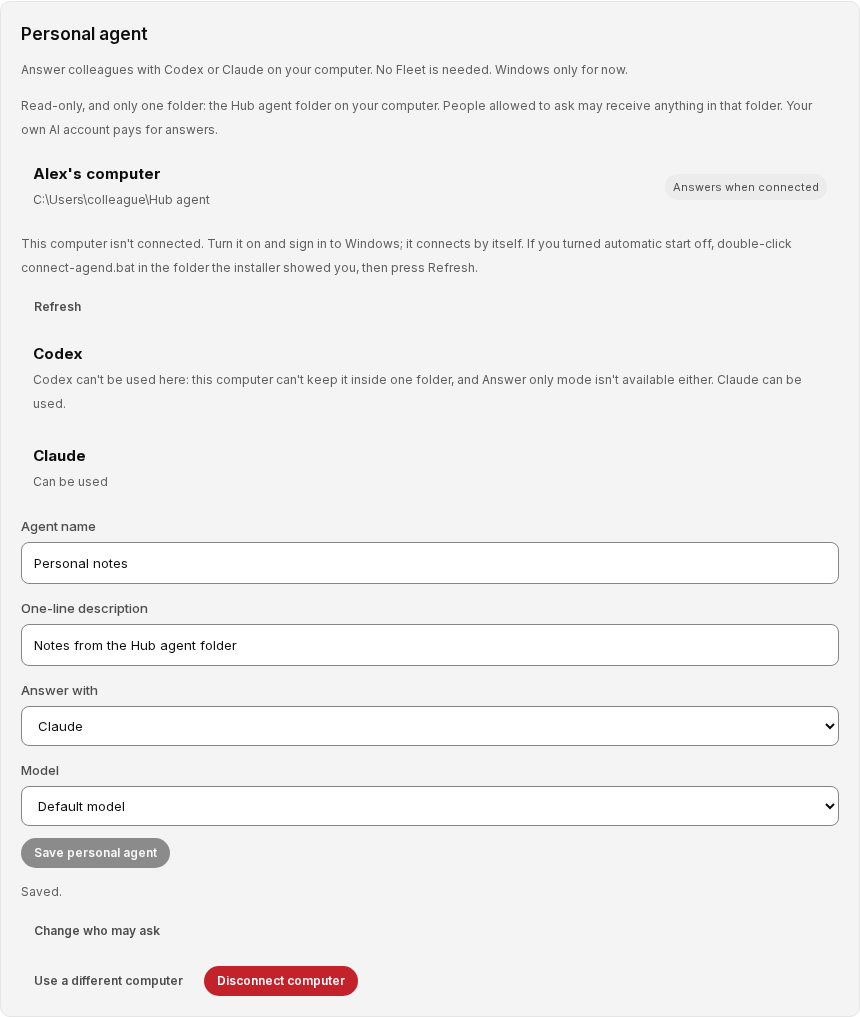 Personal agent
Answer colleagues with Codex or Claude on your computer. No Fleet is needed. Windows only for now.
Read-only, and only one folder: the Hub agent folder on your computer. People allowed to ask may receive anything in that folder. Your
own AI account pays for answers.
Alex's computer
Answers when connected
C:\Users\colleague\Hub agent
This computer isn't connected. Turn it on and sign in to Windows; it connects by itself. If you turned automatic start off, double-click
connect-agend.bat in the folder the installer showed you, then press Refresh.
Refresh
Codex
Codex can't be used here: this computer can't keep it inside one folder, and Answer only mode isn't available either. Claude can be
used.
Claude
Can be used
Agent name
Personal notes
One-line description
Notes from the Hub agent folder
Answer with
Claude
Model
Default model
Save personal agent
Saved.
Change who may ask
Use a different computer
Disconnect computer